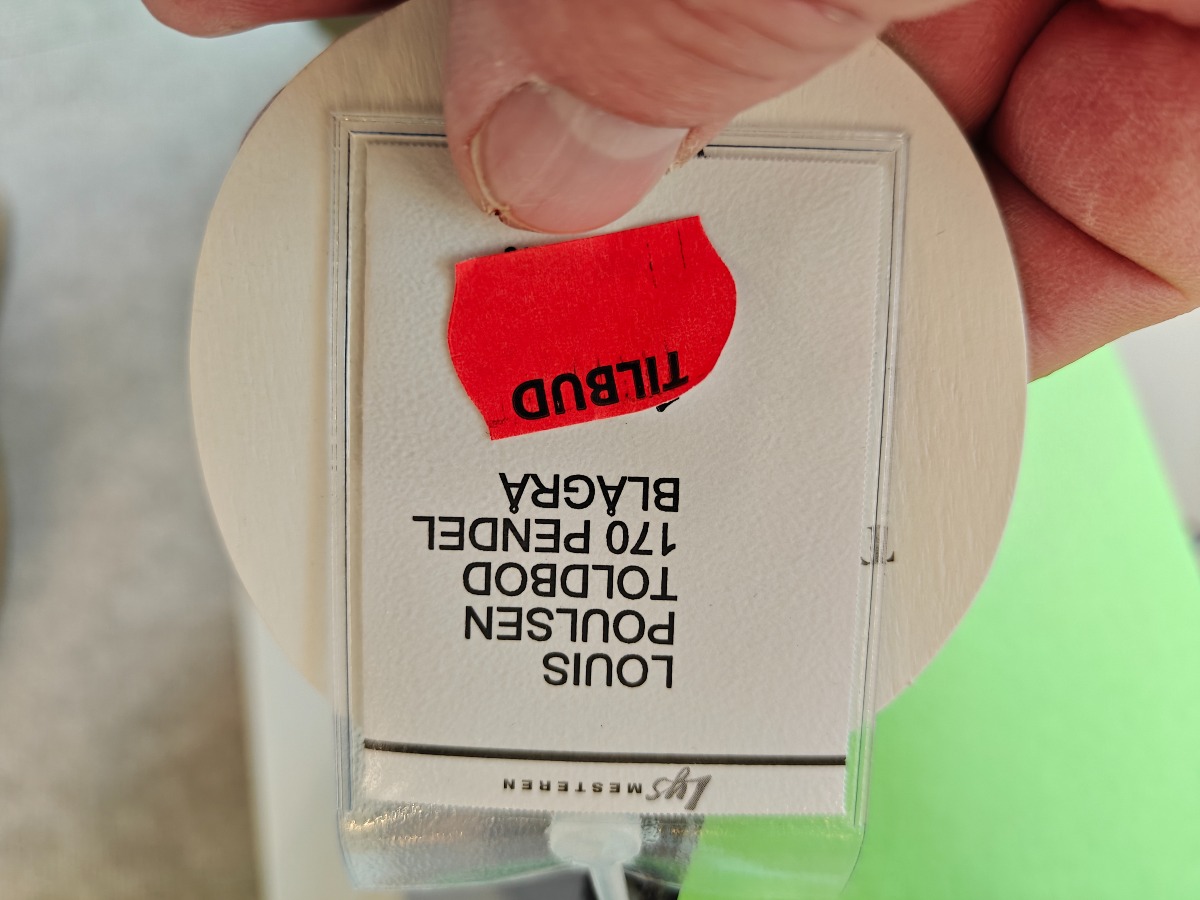 Lys MESTEREN
LOUIS
POULSEN
TOLDBOD
170 PENDEL
BLÅGRÅ
TILBUD